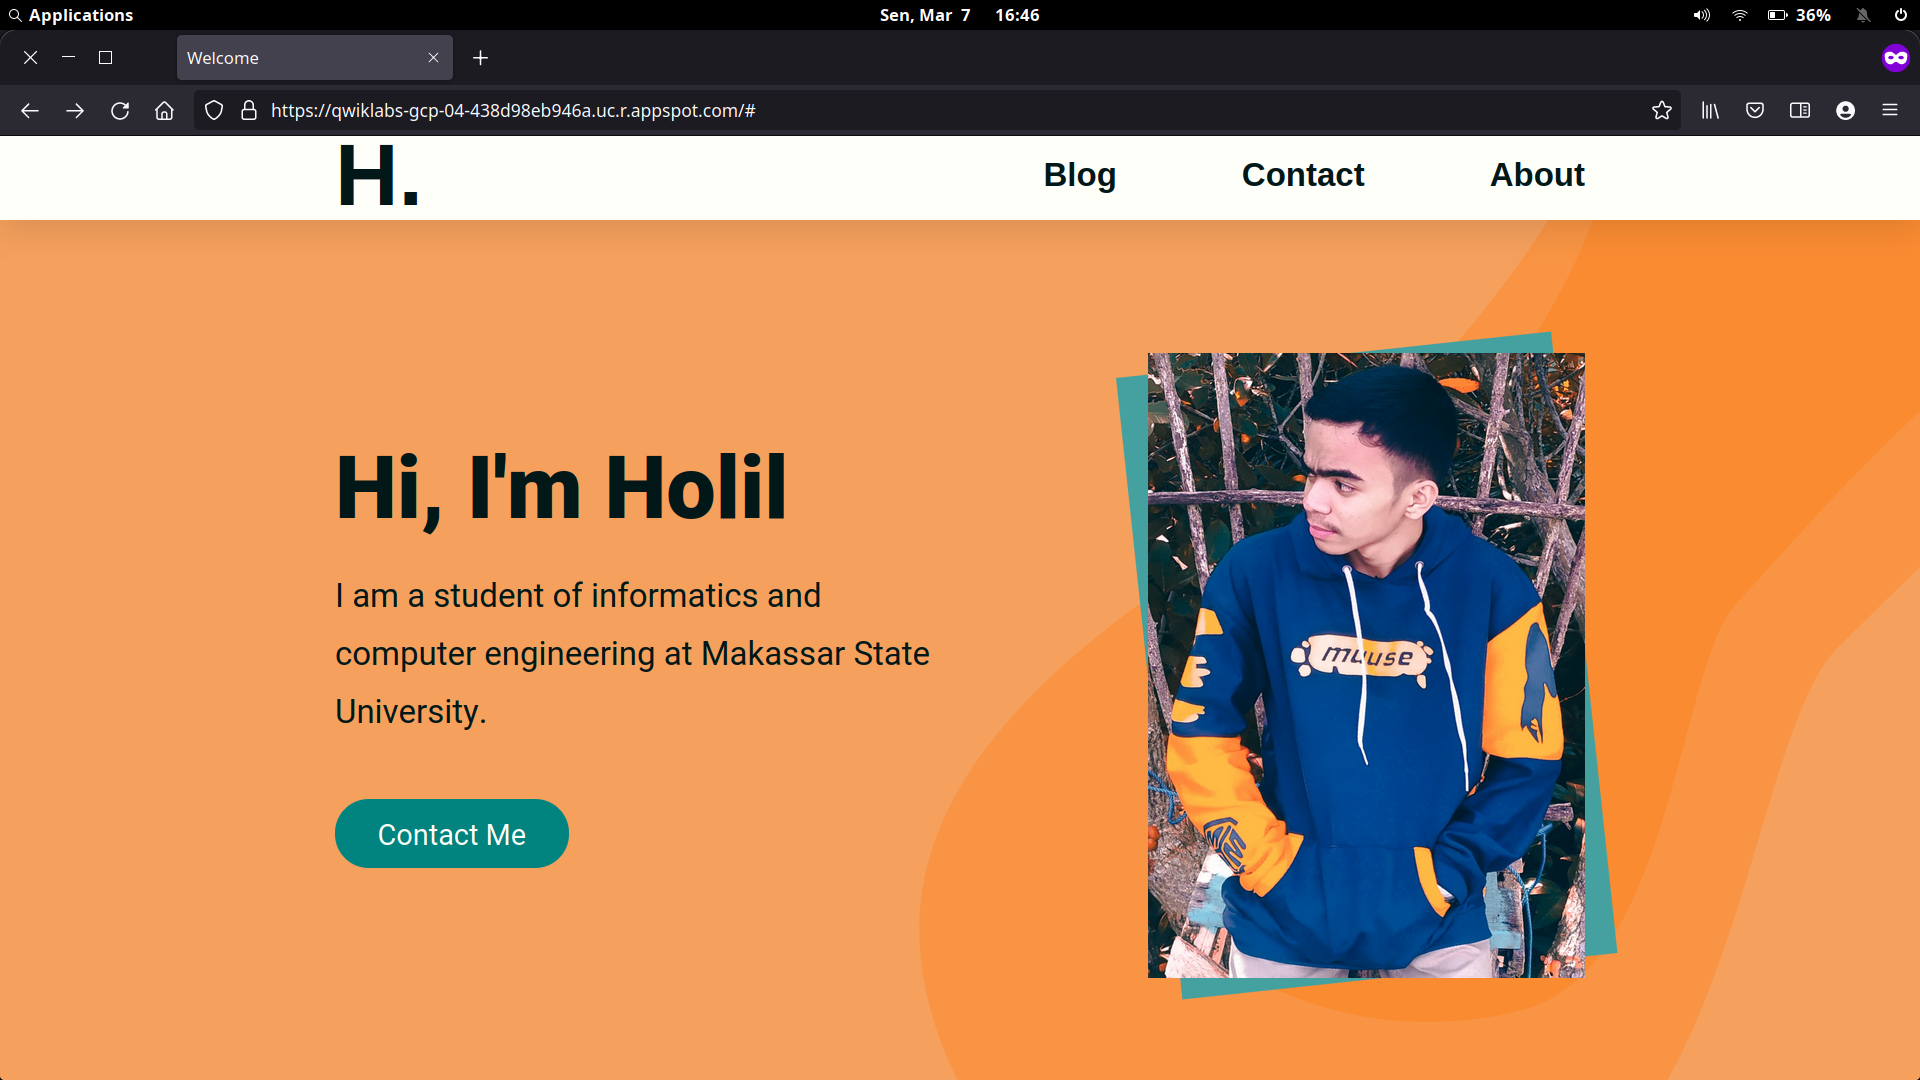 Applications
Sen, Mar 7 16:46
36%
Welcome
https://qwiklabs-gcp-04-438d98eb946a.uc.r.appspot.com/#
H.
Blog Contact About
Hi, I'm Holil
I am a student of informatics and
computer engineering at Makassar State
University.
Contact Me
muuse